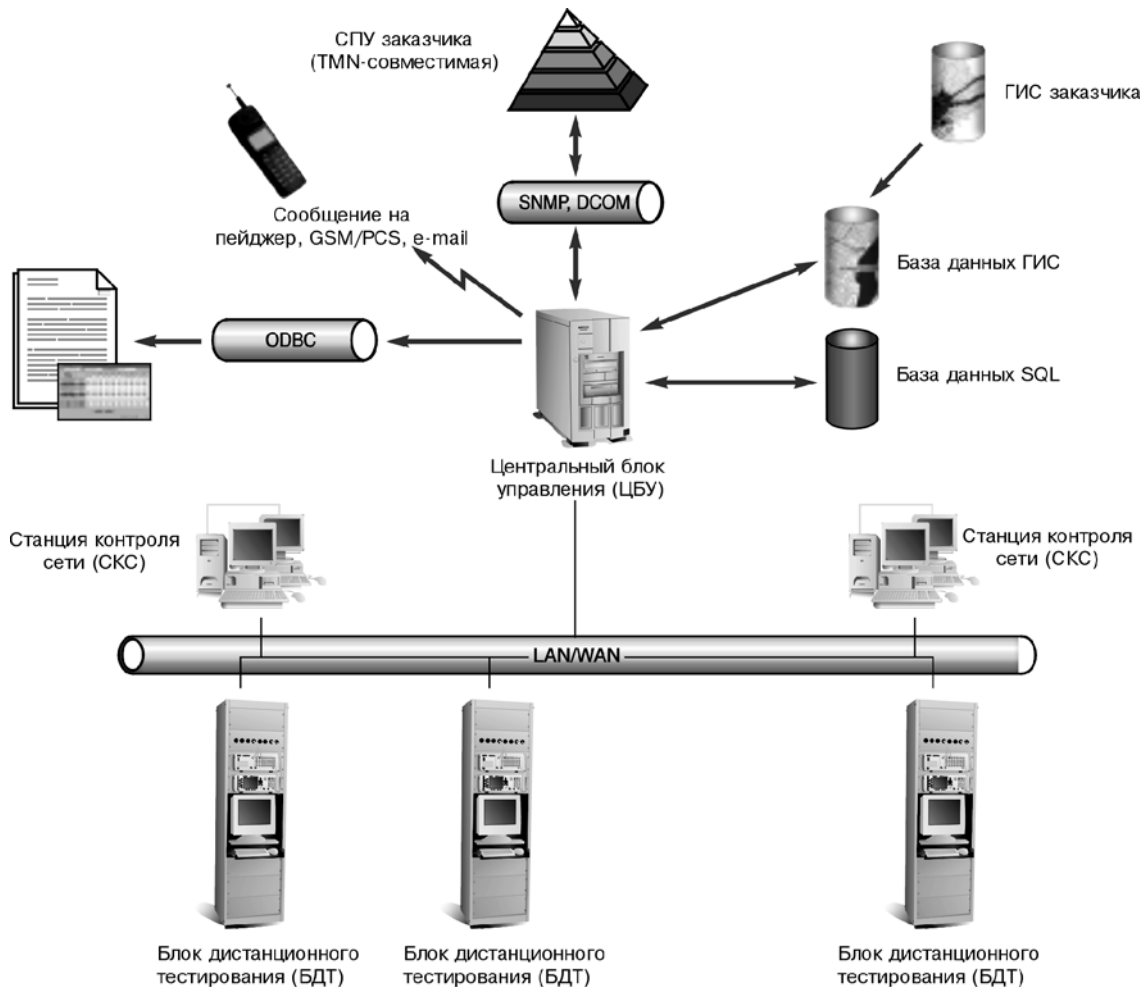 СПУ заказчика
(TMN-совместимая)
ГИС заказчика
SNMP, DCOM
Сообщение на
пейджер, GSM/PCS, e-mail
База данных ГИС
ODBC
База данных SQL
Центральный блок
управления (ЦБУ)
Станция контроля
сети (СКС)
Станция контроля
сети (СКС)
LAN/WAN
Блок дистанционного
тестирования (БДТ)
Блок дистанционного
тестирования (БДТ)
Блок дистанционного
тестирования (БДТ)